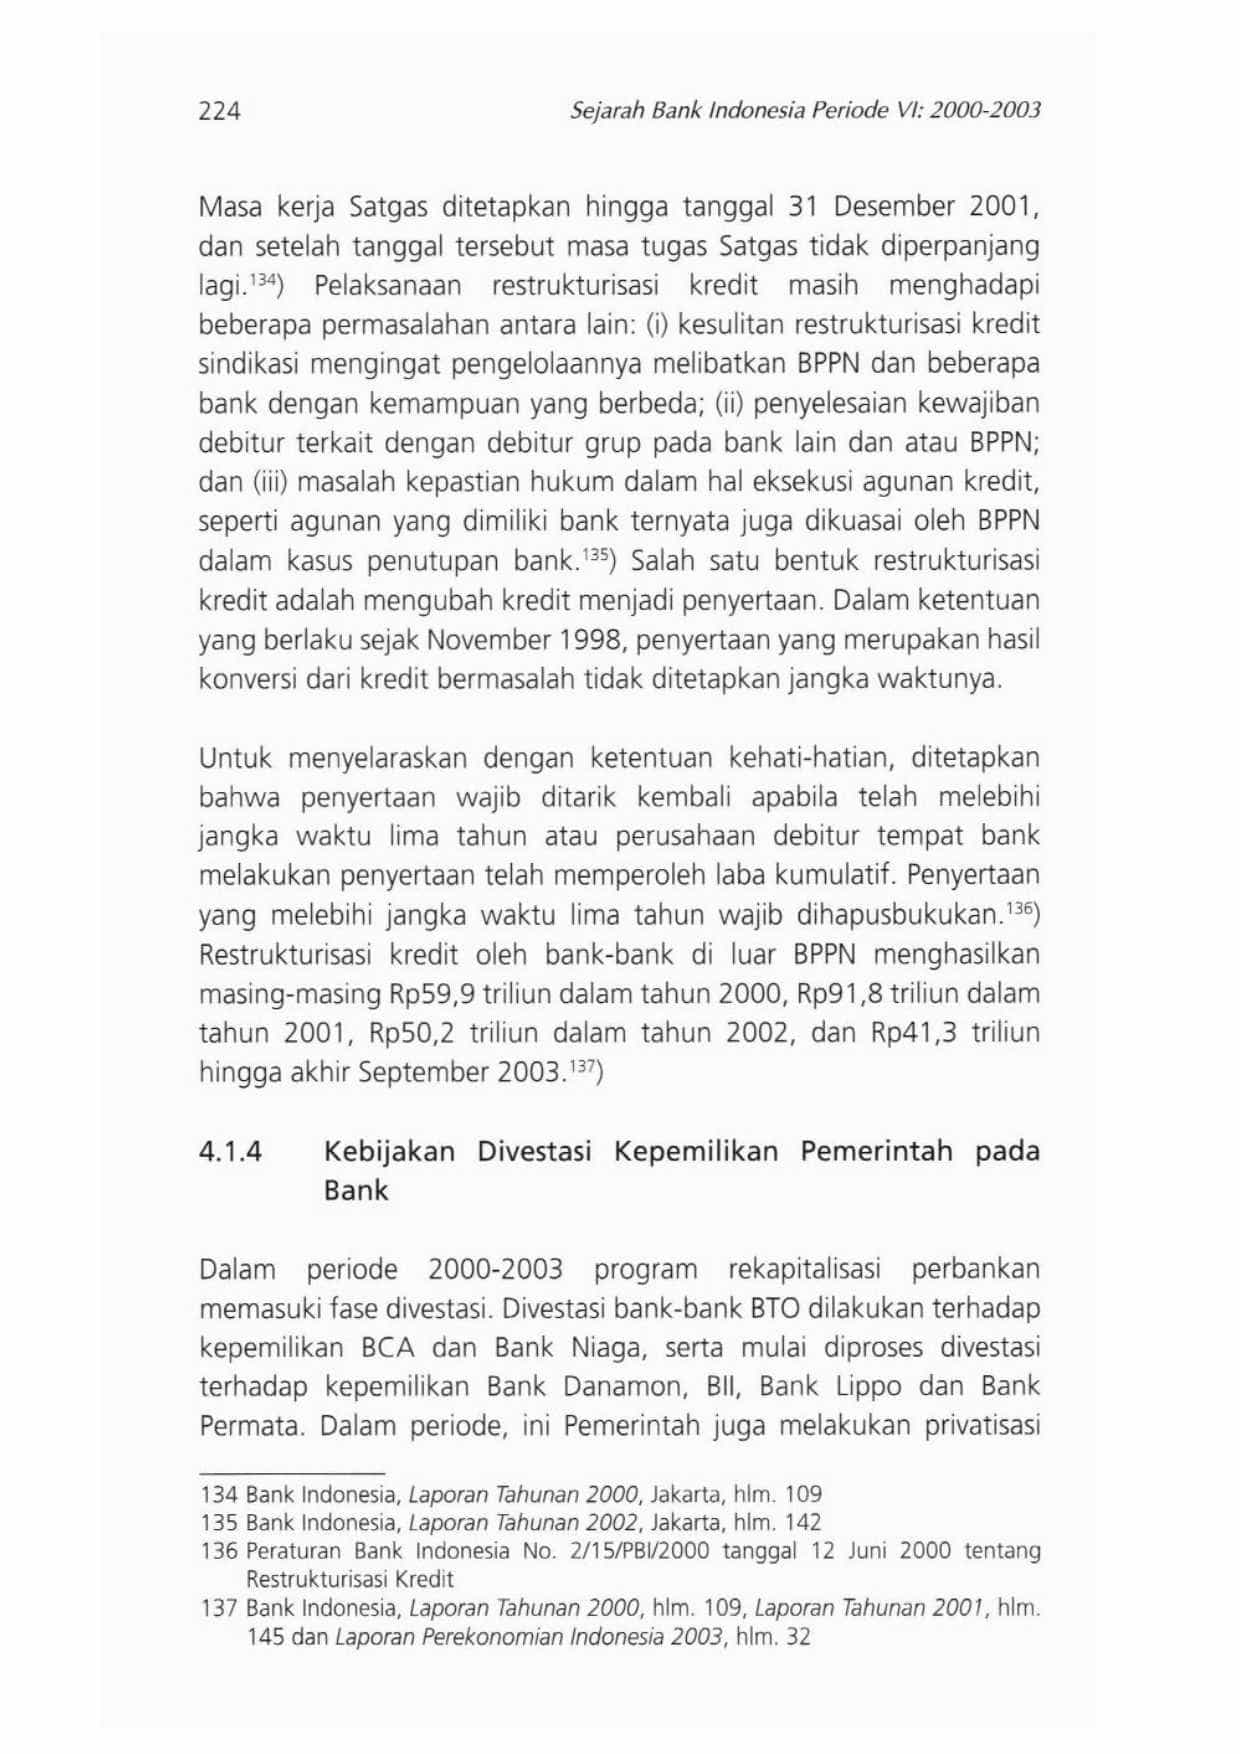 224 Sejarah Bank Indonesia Periode VI: 2000-2003
Masa kerja Satgas ditetapkan hingga tanggal 31 Desember 2001,
dan setelah tanggal tersebut masa tugas Satgas tidak diperpanjang
lagi.¹³⁴) Pelaksanaan restrukturisasi kredit masih menghadapi
beberapa permasalahan antara lain: (i) kesulitan restrukturisasi kredit
sindikasi mengingat pengelolaannya melibatkan BPPN dan beberapa
bank dengan kemampuan yang berbeda; (ii) penyelesaian kewajiban
debitur terkait dengan debitur grup pada bank lain dan atau BPPN;
dan (iii) masalah kepastian hukum dalam hal eksekusi agunan kredit,
seperti agunan yang dimiliki bank ternyata juga dikuasai oleh BPPN
dalam kasus penutupan bank.¹³⁵) Salah satu bentuk restrukturisasi
kredit adalah mengubah kredit menjadi penyertaan. Dalam ketentuan
yang berlaku sejak November 1998, penyertaan yang merupakan hasil
konversi dari kredit bermasalah tidak ditetapkan jangka waktunya.
Untuk menyelaraskan dengan ketentuan kehati-hatian, ditetapkan
bahwa penyertaan wajib ditarik kembali apabila telah melebihi
jangka waktu lima tahun atau perusahaan debitur tempat bank
melakukan penyertaan telah memperoleh laba kumulatif. Penyertaan
yang melebihi jangka waktu lima tahun wajib dihapusbukukan.¹³⁶)
Restrukturisasi kredit oleh bank-bank di luar BPPN menghasilkan
masing-masing Rp59,9 triliun dalam tahun 2000, Rp91,8 triliun dalam
tahun 2001, Rp50,2 triliun dalam tahun 2002, dan Rp41,3 triliun
hingga akhir September 2003.¹³⁷)
4.1.4 Kebijakan Divestasi Kepemilikan Pemerintah pada
Bank
Dalam periode 2000-2003 program rekapitalisasi perbankan
memasuki fase divestasi. Divestasi bank-bank BTO dilakukan terhadap
kepemilikan BCA dan Bank Niaga, serta mulai diproses divestasi
terhadap kepemilikan Bank Danamon, BII, Bank Lippo dan Bank
Permata. Dalam periode, ini Pemerintah juga melakukan privatisasi
134 Bank Indonesia, Laporan Tahunan 2000, Jakarta, hlm. 109
135 Bank Indonesia, Laporan Tahunan 2002, Jakarta, hlm. 142
136 Peraturan Bank Indonesia No. 2/15/PBI/2000 tanggal 12 Juni 2000 tentang
Restrukturisasi Kredit
137 Bank Indonesia, Laporan Tahunan 2000, hlm. 109, Laporan Tahunan 2001, hlm.
145 dan Laporan Perekonomian Indonesia 2003, hlm. 32